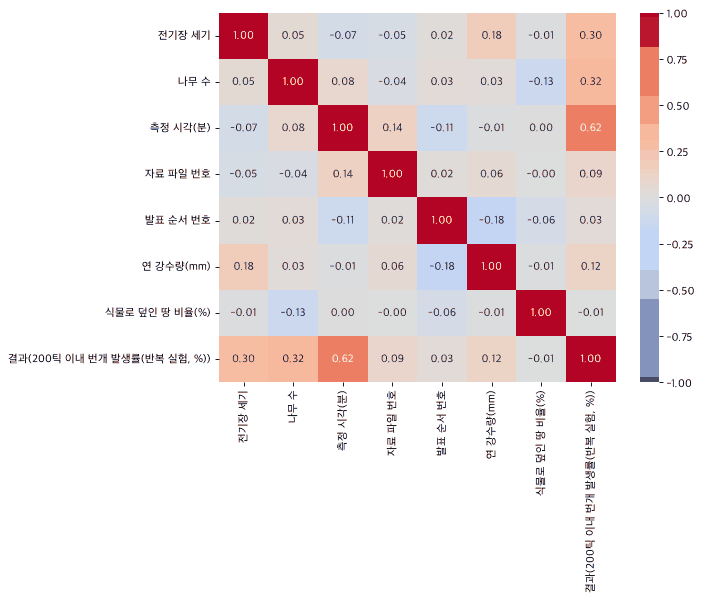 전기장 세기 1.00 0.05 -0.07 -0.05 0.02 0.18 -0.01 0.30
나무 수 0.05 1.00 0.08 -0.04 0.03 0.03 -0.13 0.32
측정 시각(분) -0.07 0.08 1.00 0.14 -0.11 -0.01 0.00 0.62
자료 파일 번호 -0.05 -0.04 0.14 1.00 0.02 0.06 -0.00 0.09
발표 순서 번호 0.02 0.03 -0.11 0.02 1.00 -0.18 -0.06 0.03
연 강수량(mm) 0.18 0.03 -0.01 0.06 -0.18 1.00 -0.01 0.12
식물로 덮인 땅 비율(%) -0.01 -0.13 0.00 -0.00 -0.06 -0.01 1.00 -0.01
결과(200틱 이내 번개 발생률(반복 실험, %)) 0.30 0.32 0.62 0.09 0.03 0.12 -0.01 1.00
전기장 세기
나무 수
측정 시각(분)
자료 파일 번호
발표 순서 번호
연 강수량(mm)
식물로 덮인 땅 비율(%)
결과(200틱 이내 번개 발생률(반복 실험, %))
1.00
0.75
0.50
0.25
0.00
-0.25
-0.50
-0.75
-1.00